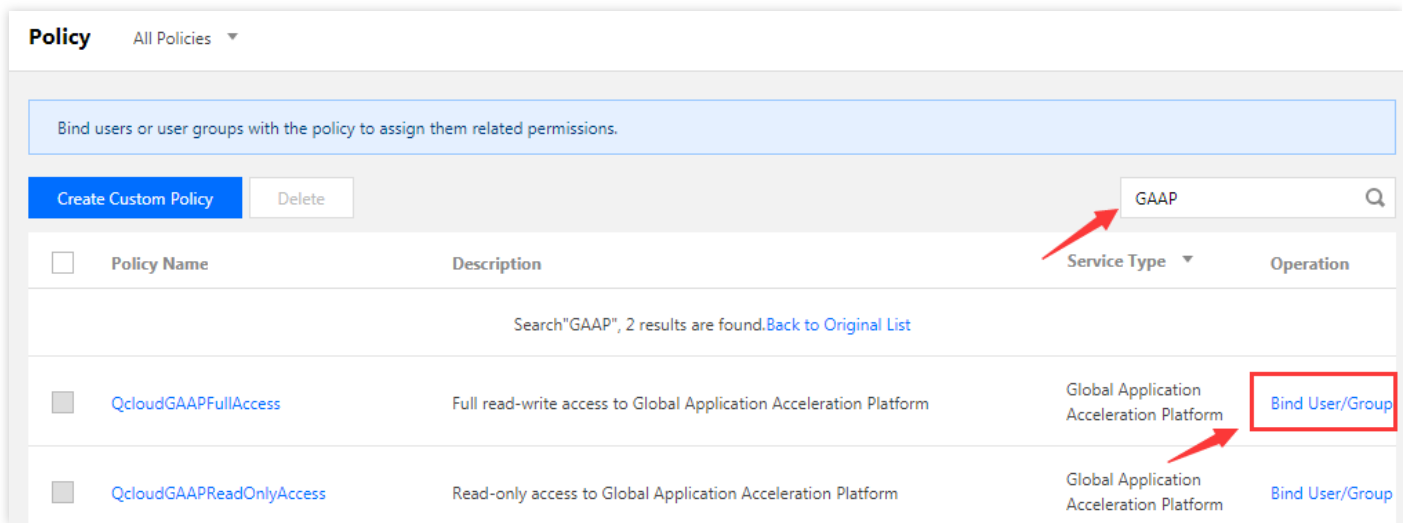 Policy All Policies
Bind users or user groups with the policy to assign them related permissions.
Create Custom Policy Delete GAAP
Policy Name Description Service Type Operation
Search"GAAP", 2 results are found.Back to Original List
QcloudGAAPFullAccess Full read-write access to Global Application Acceleration Platform Global Application
Acceleration Platform Bind User/Group
QcloudGAAPReadOnlyAccess Read-only access to Global Application Acceleration Platform Global Application
Acceleration Platform Bind User/Group